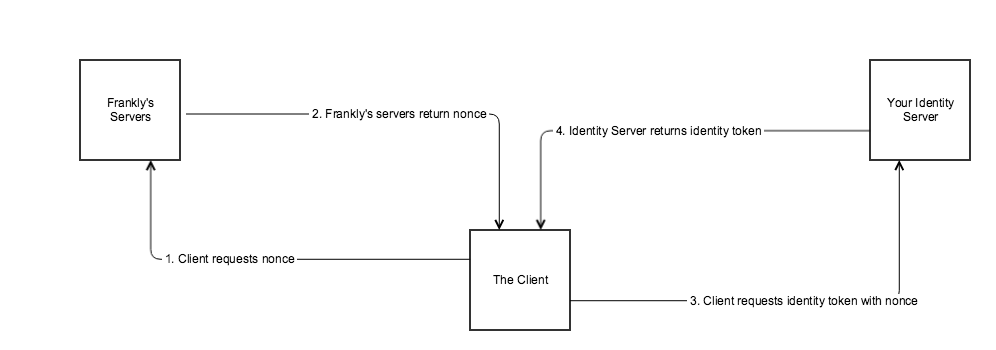 Frankly's
Servers
Your Identity
Server
2. Frankly's servers return nonce
4. Identity Server returns identity token
1. Client requests nonce
The Client
3. Client requests identity token with nonce